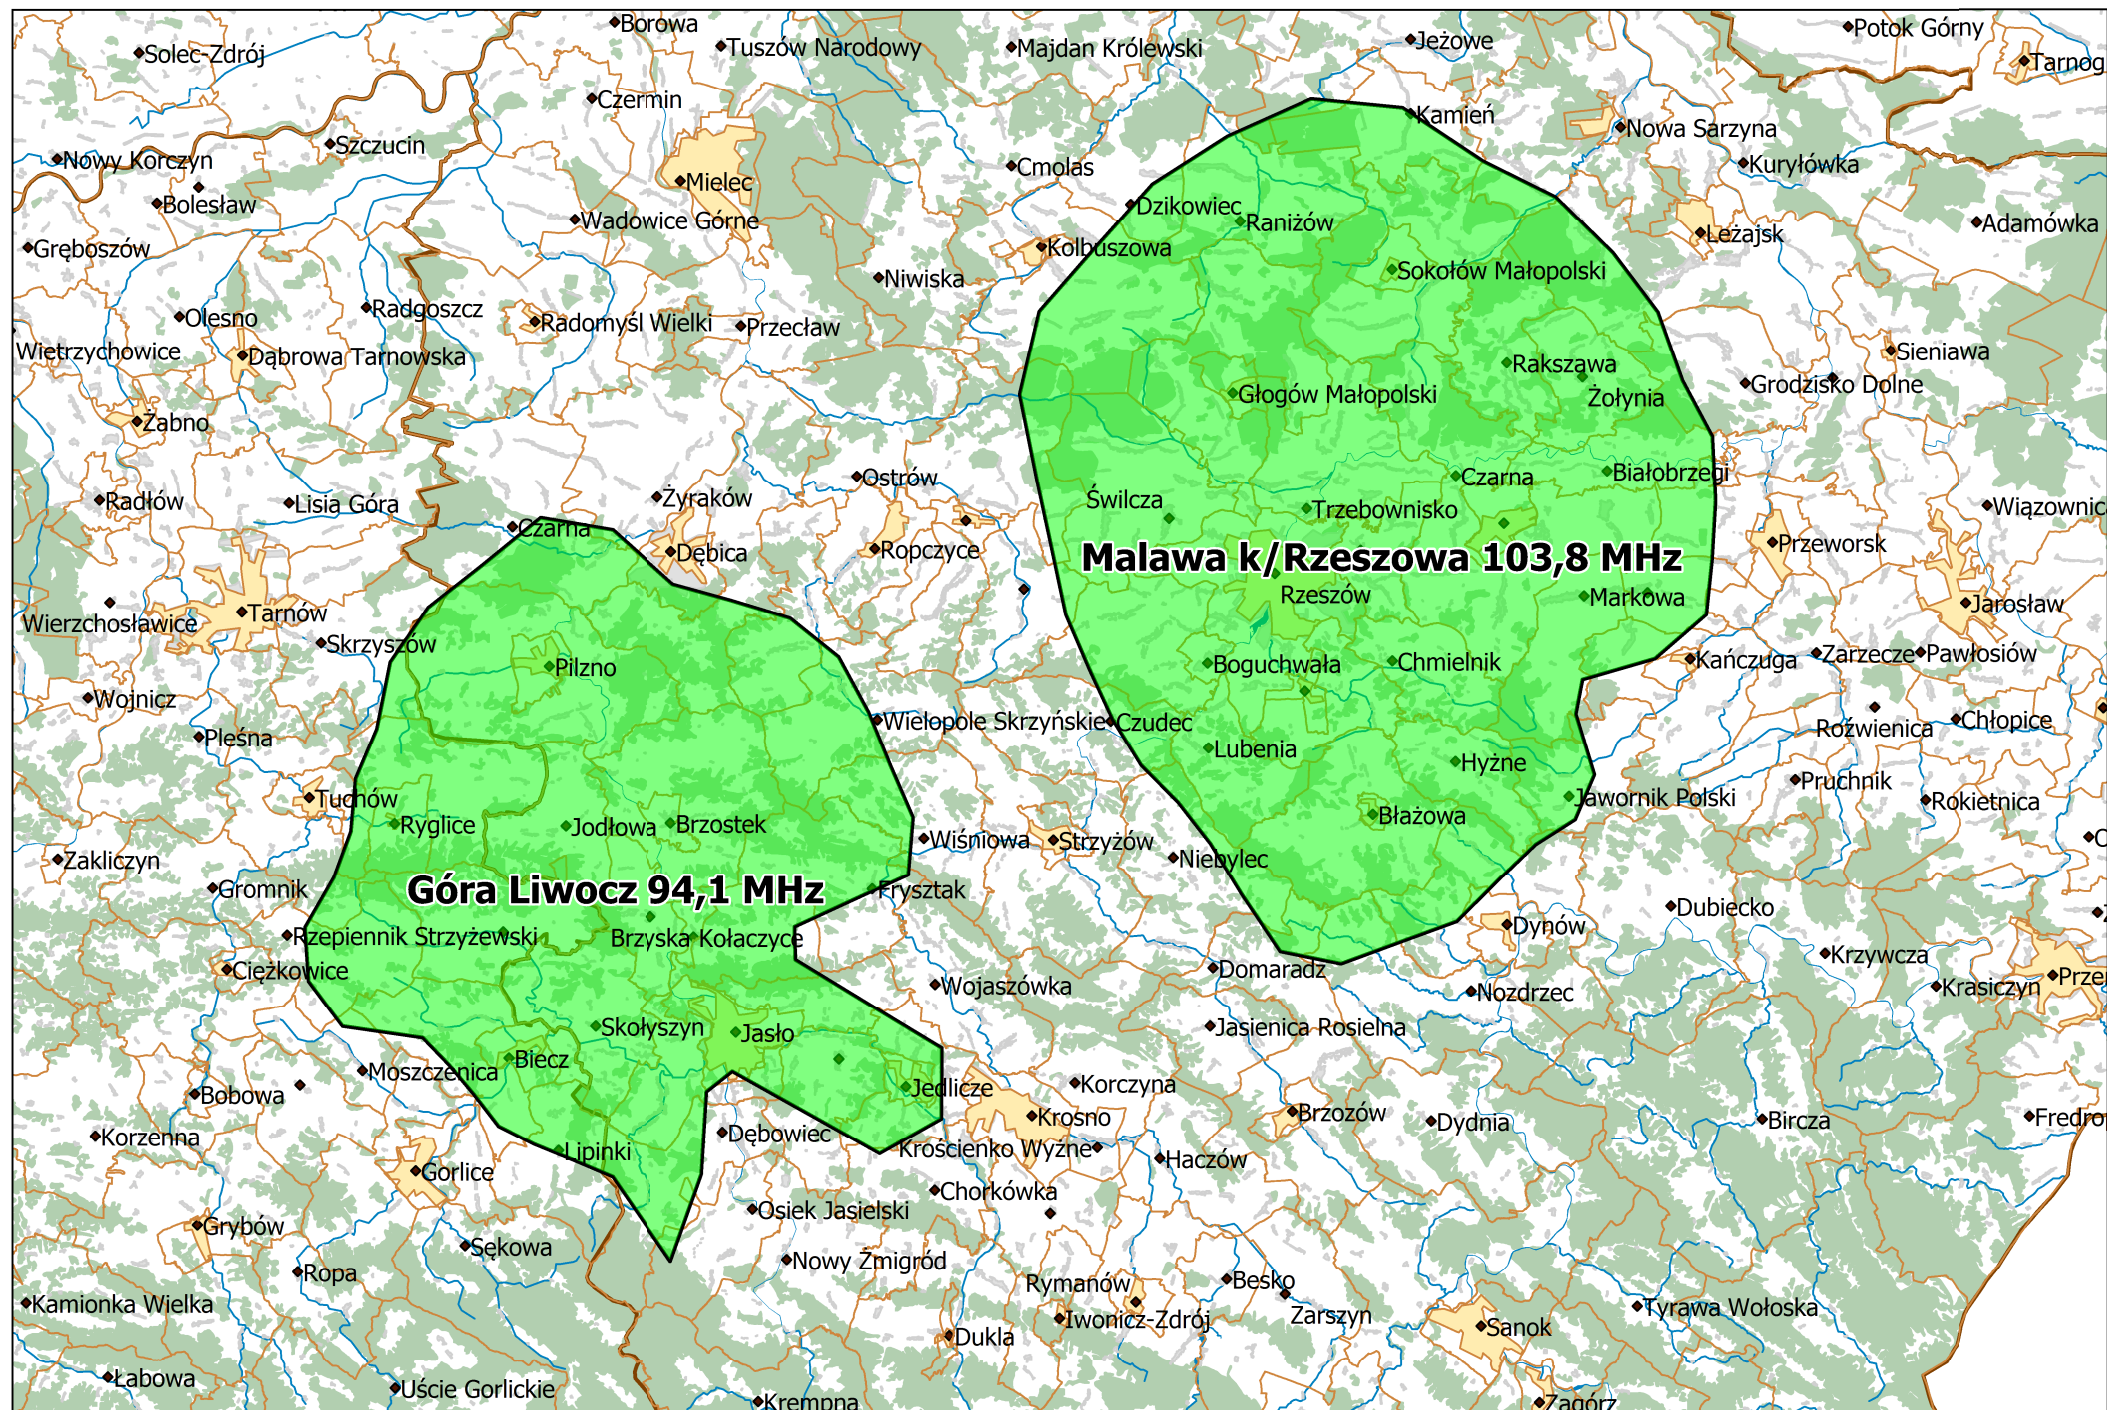 Borowa
Potok Górny
Solec-Zdrój
Tuszów Narodowy
Majdan Królewski
Jeżowe
Tarnog
Czermin
Kamień
Nowa Sarzyna
Szczucin
Nowy Korczyn
Cmolas
Kuryłówka
Mielec
Bolesław
Dzikowiec
Wadowice Górne
Raniżów
Adamówka
Leżajsk
Gręboszów
Kolbuszowa
Sokołów Małopolski
Niwiska
Radgoszcz
Olesno
Radomyśl Wielki
Przecław
Wietrzychowice
Dąbrowa Tarnowska
Sieniawa
Rakszawa
Grodzisko Dolne
Głogów Małopolski
Żołynia
Żabno
Ostrów
Czarna
Białobrzegi
Żyraków
Świlcza
Radłów
Lisia Góra
Trzebownisko
Wiązownic
Czarna
Dębica
Ropczyce
Malawa k/Rzeszowa 103,8 MHz
Przeworsk
Rzeszów
Markowa
Jarosław
Tarnów
Wierzchosławice
Skrzyszów
Pilzno
Boguchwała
Chmielnik
Kańczuga
Zarzecze
Pawłosiów
Wojnicz
Wielopole Skrzyńskie
Czudec
Roźwienica
Chłopice
Pleśna
Lubenia
Hyżne
Pruchnik
Tuchów
Jawornik Polski
Rokietnica
Ryglice
Jodłowa
Brzostek
Błażowa
Wiśniowa
Strzyżów
Zakliczyn
Niebylec
Gromnik
Góra Liwocz 94,1 MHz
Frysztak
Dubiecko
Dynów
Rzepiennik Strzyżewski
Brzyska
Kołaczyce
Krzywcza
Ciężkowice
Domaradz
Przer
Wojaszówka
Nozdrzec
Krasiczyn
Skołyszyn
Jasło
Jasienica Rosielna
Biecz
Moszczenica
Jedlicze
Korczyna
Bobowa
Krosno
Brzozów
Dydnia
Bircza
Fredrop
Korzenna
Dębowiec
Krościenko Wyżne
Lipinki
Haczów
Gorlice
Chorkówka
Osiek Jasielski
Grybów
Sękowa
Nowy Żmigród
Ropa
Rymanów
Besko
Kamionka Wielka
Zarszyn
Tyrawa Wołoska
Iwonicz-Zdrój
Sanok
Dukla
Łabowa
Uście Gorlickie
Krempna
Zagórz